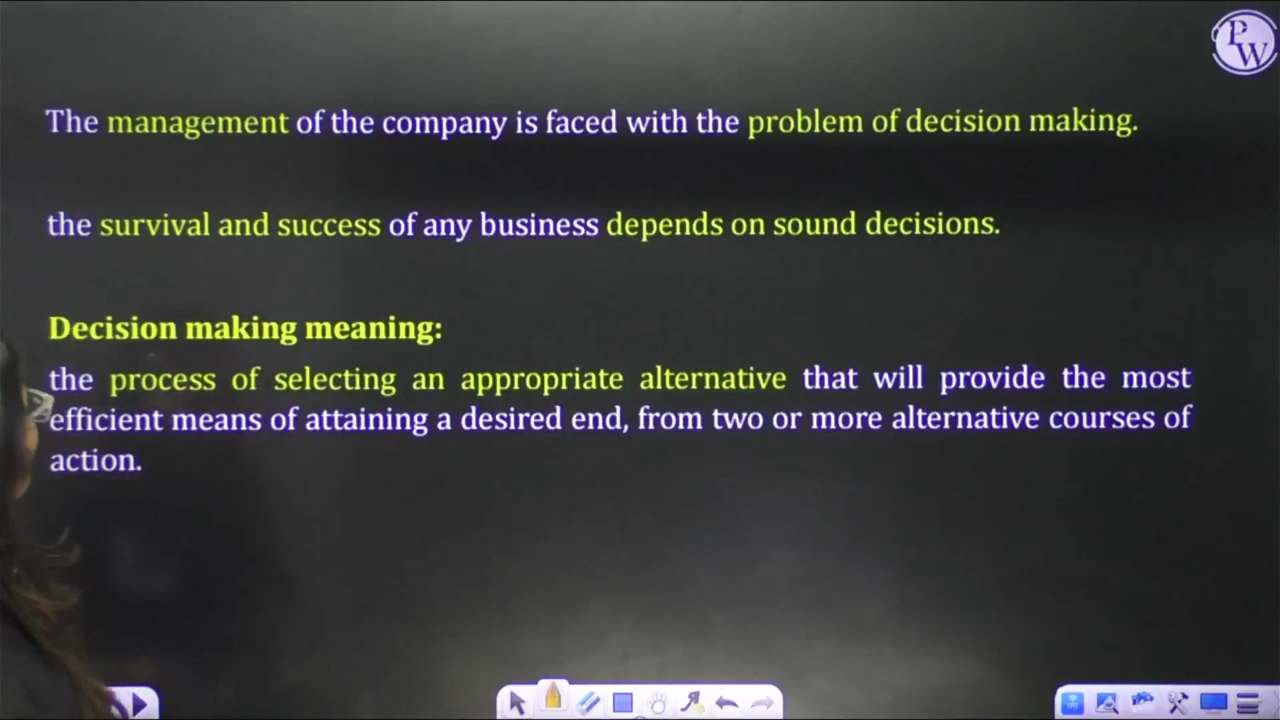 PW
The management of the company is faced with the problem of decision making.
the survival and success of any business depends on sound decisions.
Decision making meaning:
the process of selecting an appropriate alternative that will provide the most
efficient means of attaining a desired end, from two or more alternative courses of
action.